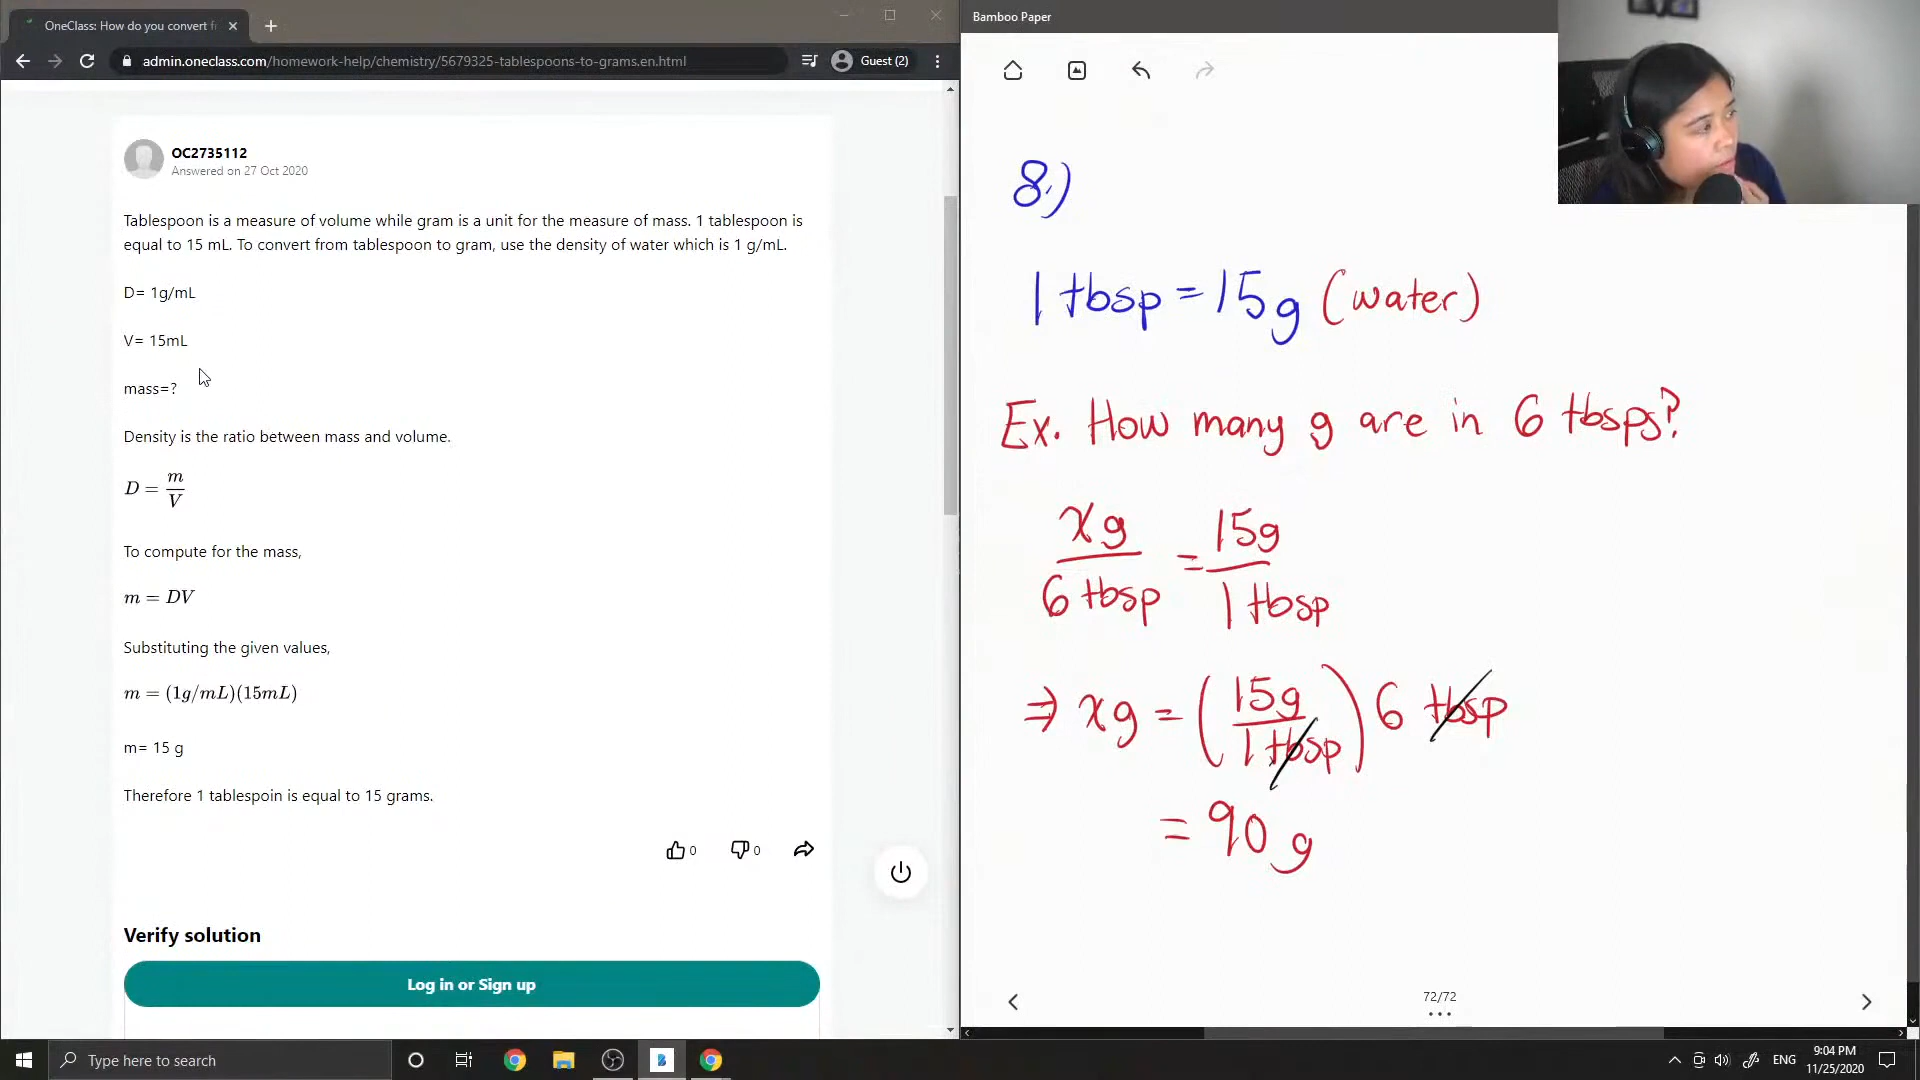 OneClass: How do you convert f
Bamboo Paper
admin.oneclass.com/homework-help/chemistry/5679325-tablespoons-to-grams.en.html
Guest (2)
OC2735112
Answered on 27 Oct 2020
Tablespoon is a measure of volume while gram is a unit for the measure of mass. 1 tablespoon is
equal to 15 mL. To convert from tablespoon to gram, use the density of water which is 1 g/mL.
D= 1g/mL
V= 15mL
mass=?
Density is the ratio between mass and volume.
D = m/V
To compute for the mass,
m = DV
Substituting the given values,
m = (1g/mL)(15mL)
m= 15 g
Therefore 1 tablespoin is equal to 15 grams.
0 0
Verify solution
Log in or Sign up
8.)
1 tbsp = 15g (water)
Ex. How many g are in 6 tbsps?
xg/6 tbsp = 15g/1 tbsp
⇒ xg = (15g/1 tbsp) 6 tbsp
= 90 g
72/72
Type here to search
B
ENG
9:04 PM
11/25/2020